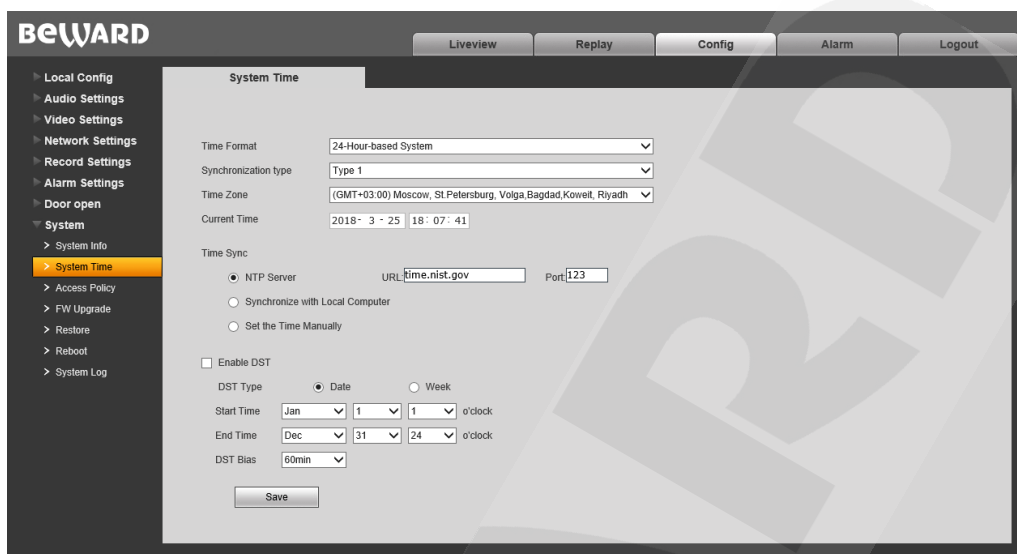 BEWARD
Liveview Replay Config Alarm Logout
Local Config
Audio Settings
Video Settings
Network Settings
Record Settings
Alarm Settings
Door open
System
System Info
System Time
Access Policy
FW Upgrade
Restore
Reboot
System Log
System Time
Time Format 24-Hour-based System
Synchronization type Type 1
Time Zone (GMT+03:00) Moscow, St.Petersburg, Volga,Bagdad,Koweit, Riyadh
Current Time 2018- 3 - 25 18: 07: 41
Time Sync
NTP Server URL:time.nist.gov Port:123
Synchronize with Local Computer
Set the Time Manually
Enable DST
DST Type Date Week
Start Time Jan 1 1 o'clock
End Time Dec 31 24 o'clock
DST Bias 60min
Save